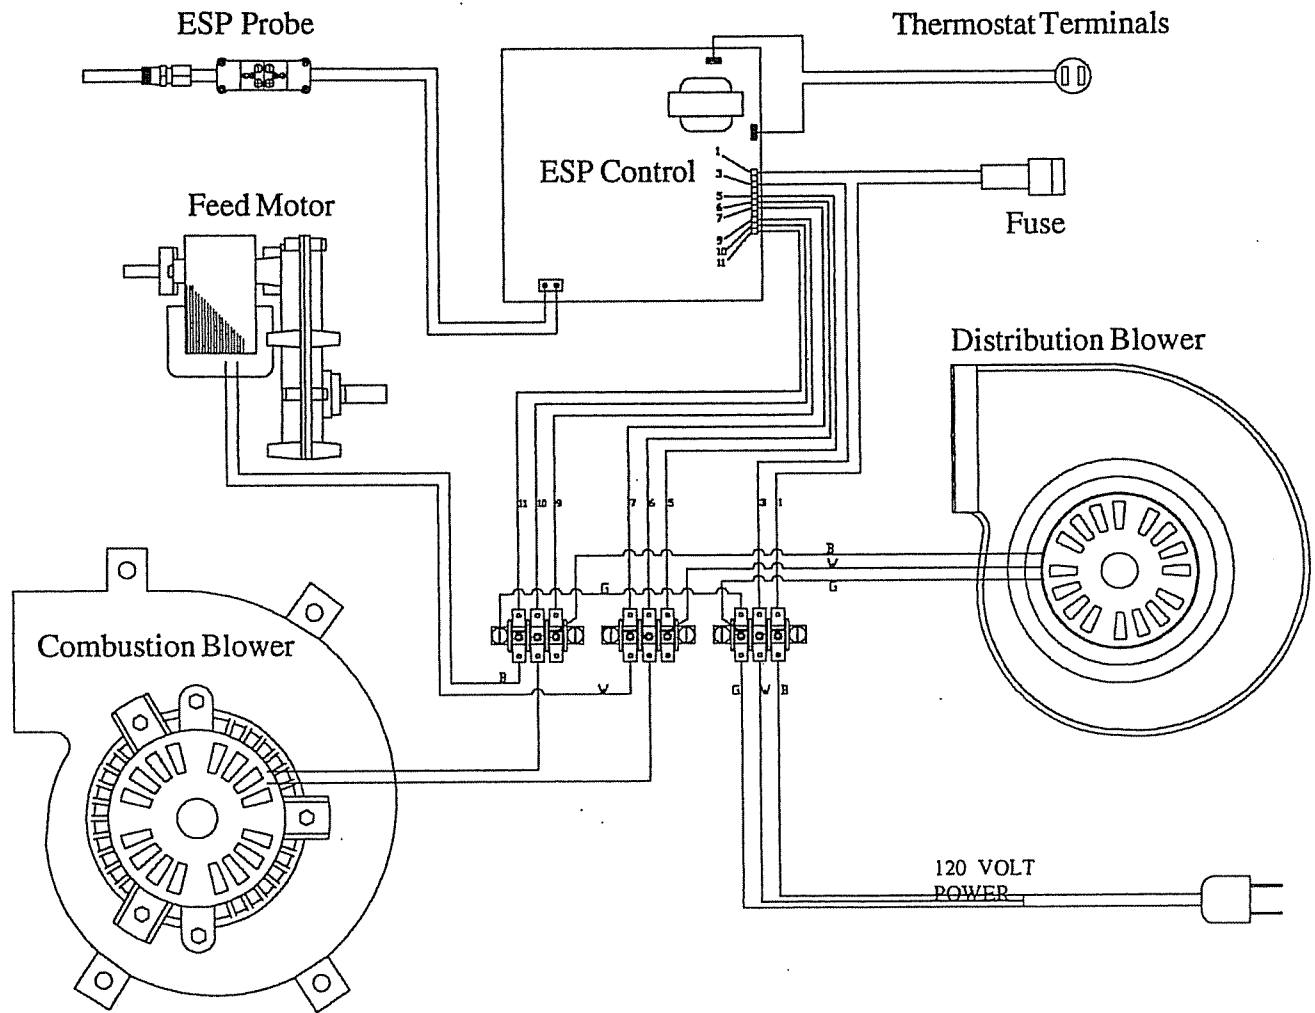 ESP Probe
Thermostat Terminals
ESP Control
1
3
5
6
7
9
10
11
Fuse
Feed Motor
Distribution Blower
11 10 9 7 6 5 3 1
B
W
G
G
Combustion Blower
B W G W B
120 VOLT
POWER